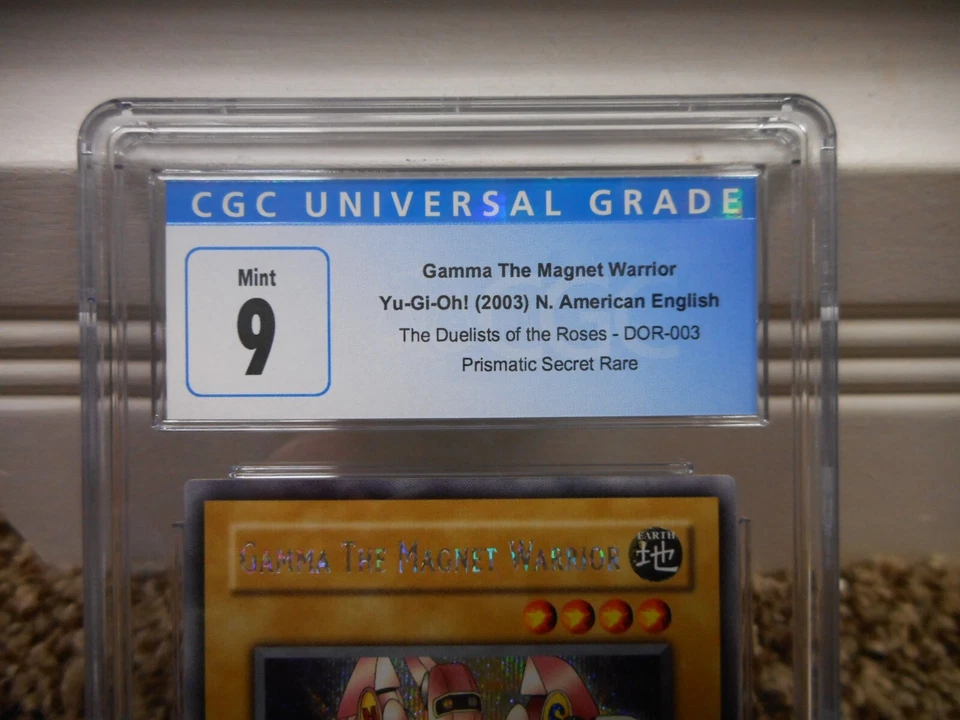 CGC UNIVERSAL GRADE
Mint
9
Gamma The Magnet Warrior
Yu-Gi-Oh! (2003) N. American English
The Duelists of the Roses - DOR-003
Prismatic Secret Rare
CGC
GAMMA THE MAGNET WARRIOR
EARTH
地
N
S